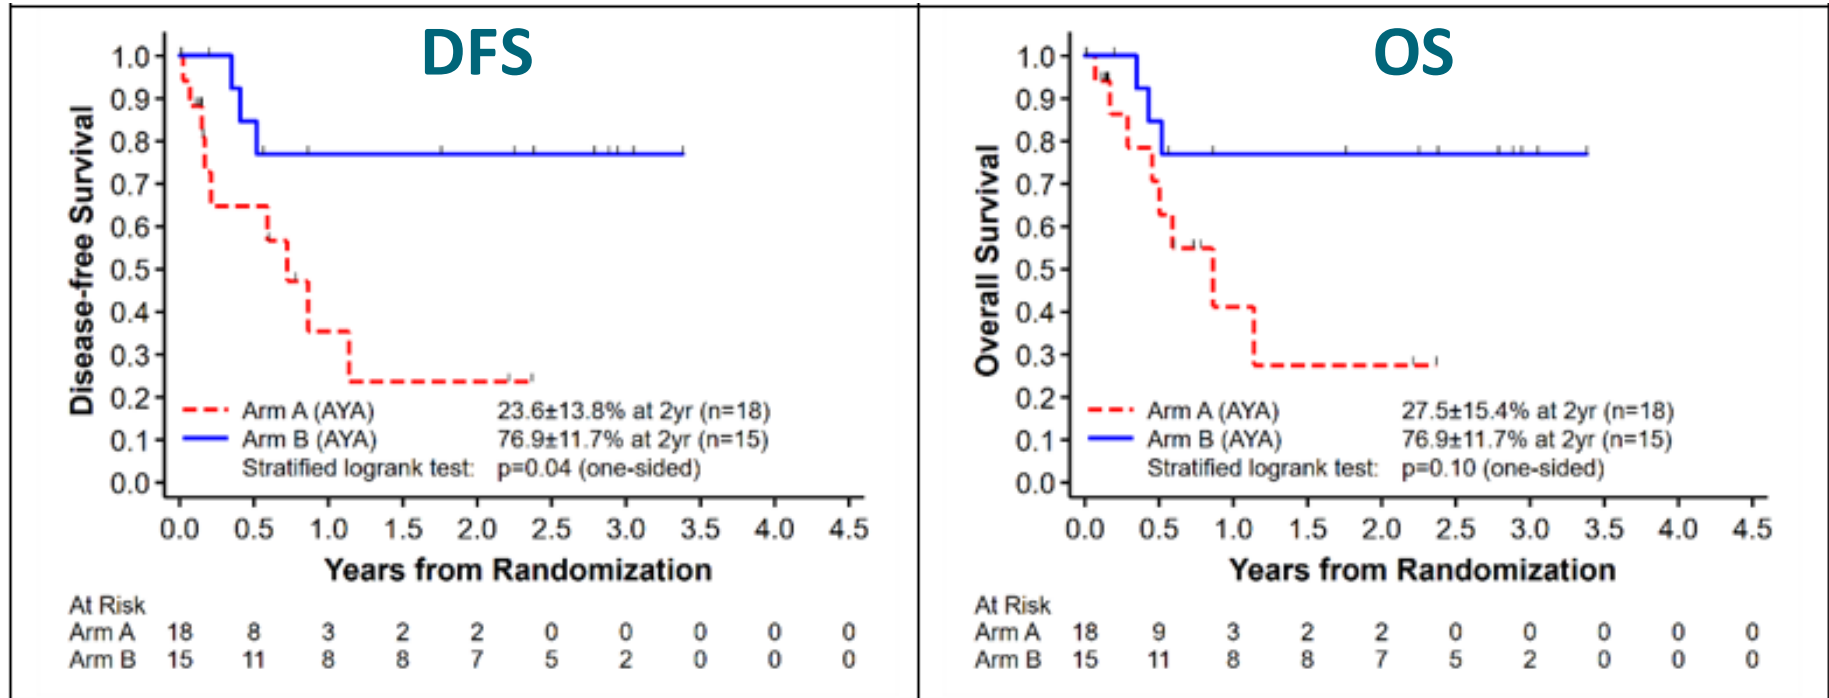 DFS
Disease-free Survival
1.0
0.9
0.8
0.7
0.6
0.5
0.4
0.3
0.2
0.1
0.0
Arm A (AYA) 23.6±13.8% at 2yr (n=18)
Arm B (AYA) 76.9±11.7% at 2yr (n=15)
Stratified logrank test: p=0.04 (one-sided)
0.0 0.5 1.0 1.5 2.0 2.5 3.0 3.5 4.0 4.5
Years from Randomization
At Risk
Arm A 18 8 3 2 2 0 0 0 0 0
Arm B 15 11 8 8 7 5 2 0 0 0
OS
Overall Survival
1.0
0.9
0.8
0.7
0.6
0.5
0.4
0.3
0.2
0.1
0.0
Arm A (AYA) 27.5±15.4% at 2yr (n=18)
Arm B (AYA) 76.9±11.7% at 2yr (n=15)
Stratified logrank test: p=0.10 (one-sided)
0.0 0.5 1.0 1.5 2.0 2.5 3.0 3.5 4.0 4.5
Years from Randomization
At Risk
Arm A 18 9 3 2 2 0 0 0 0 0
Arm B 15 11 8 8 7 5 2 0 0 0